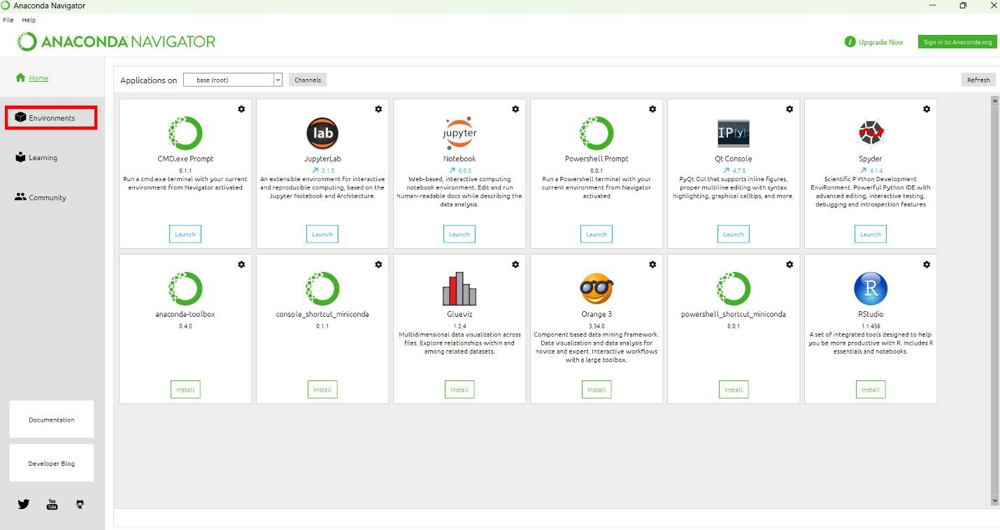 Anaconda Navigator
File Help
ANACONDA NAVIGATOR
i Upgrade Now
Sign in to Anaconda.org
Home
Environments
Learning
Community
Documentation
Developer Blog
You
Tube
Applications on
base (root)
Channels
Refresh
CMD.exe Prompt
0.1.1
Run a cmd.exe terminal with your current
environment from Navigator activated
Launch
lab
JupyterLab
2.1.5
An extensible environment for interactive
and reproducible computing, based on the
Jupyter Notebook and Architecture.
Launch
jupyter
Notebook
6.0.3
Web-based, interactive computing
notebook environment. Edit and run
human-readable docs while describing the
data analysis.
Launch
Powershell Prompt
0.0.1
Run a Powershell terminal with your
current environment from Navigator
activated
Launch
IP[y]:
Qt Console
4.7.5
PyQt GUI that supports inline figures,
proper multiline editing with syntax
highlighting, graphical calltips, and more.
Launch
Spyder
4.1.4
Scientific PYthon Development
EnviRonment. Powerful Python IDE with
advanced editing, interactive testing,
debugging and introspection features
Launch
anaconda-toolbox
0.4.0
Install
console_shortcut_miniconda
0.1.1
Install
Glueviz
1.2.4
Multidimensional data visualization across
files. Explore relationships within and
among related datasets.
Install
Orange 3
3.34.0
Component based data mining framework.
Data visualization and data analysis for
novice and expert. Interactive workflows
with a large toolbox.
Install
powershell_shortcut_miniconda
0.0.1
Install
R
RStudio
1.1.456
A set of integrated tools designed to help
you be more productive with R. Includes R
essentials and notebooks.
Install